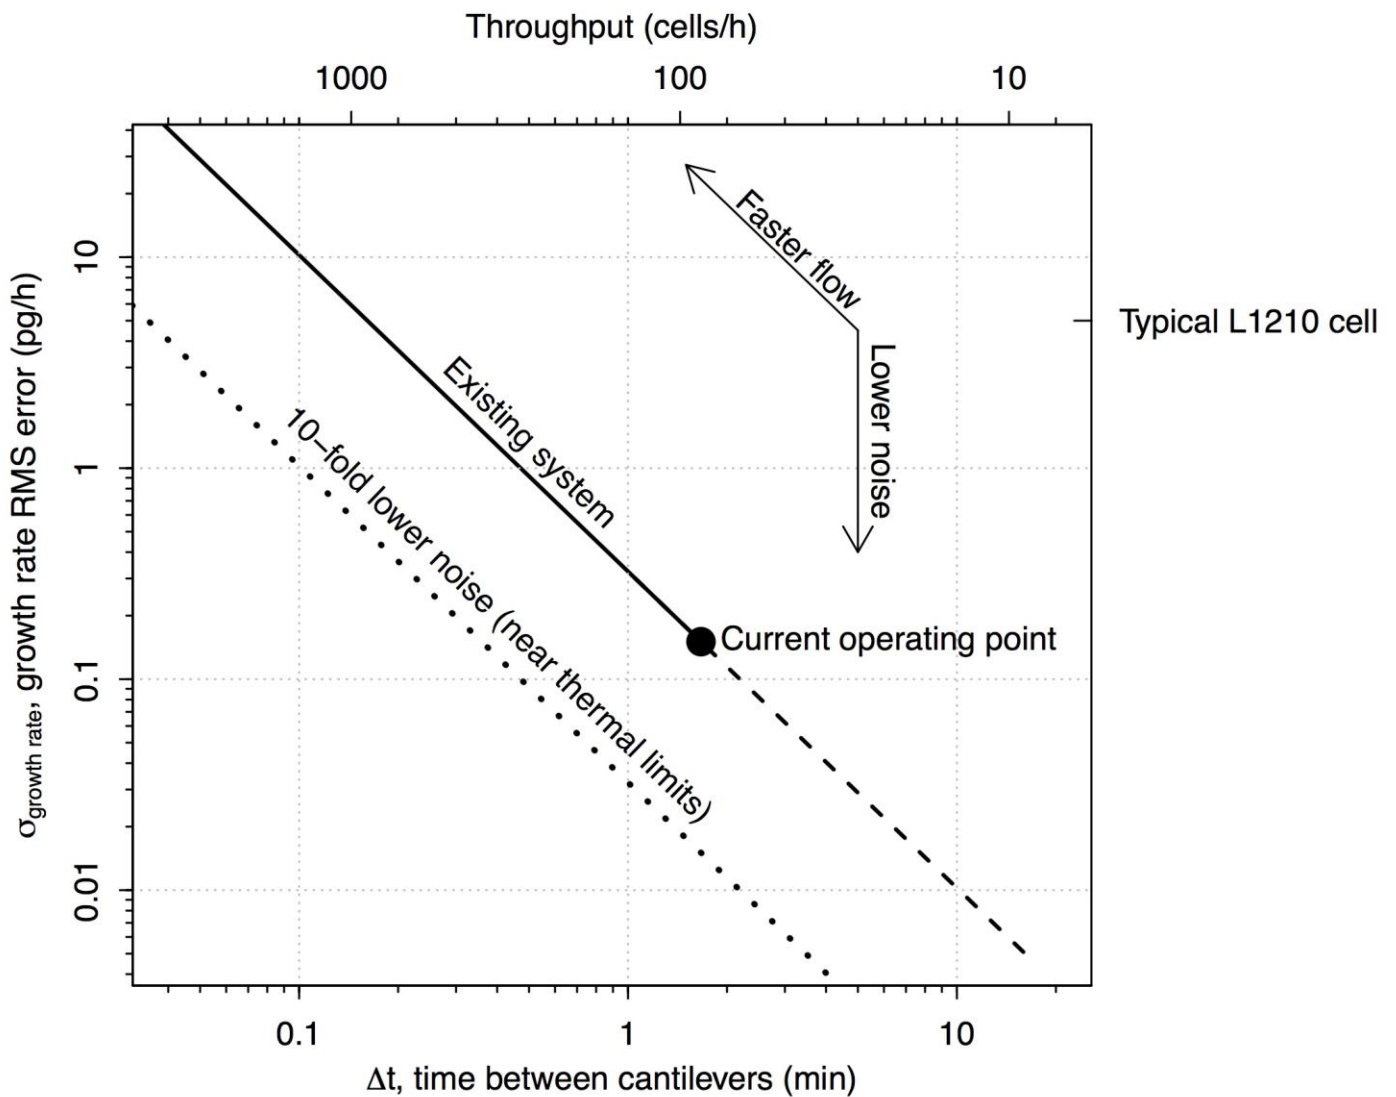 Throughput (cells/h)
1000 100 10
10
1
0.1
0.01
σgrowth rate, growth rate RMS error (pg/h)
Faster flow
Lower noise
Typical L1210 cell
Existing system
10−fold lower noise (near thermal limits)
Current operating point
0.1 1 10
Δt, time between cantilevers (min)